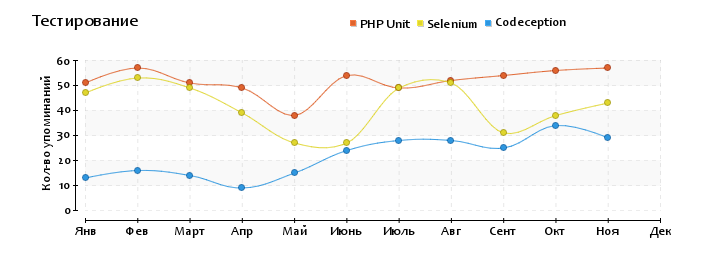 Тестирование
PHP Unit Selenium Codeception
Кол-во упоминаний
60
50
40
30
20
10
0
Янв Фев Март Апр Май Июнь Июль Авг Сент Окт Ноя Дек